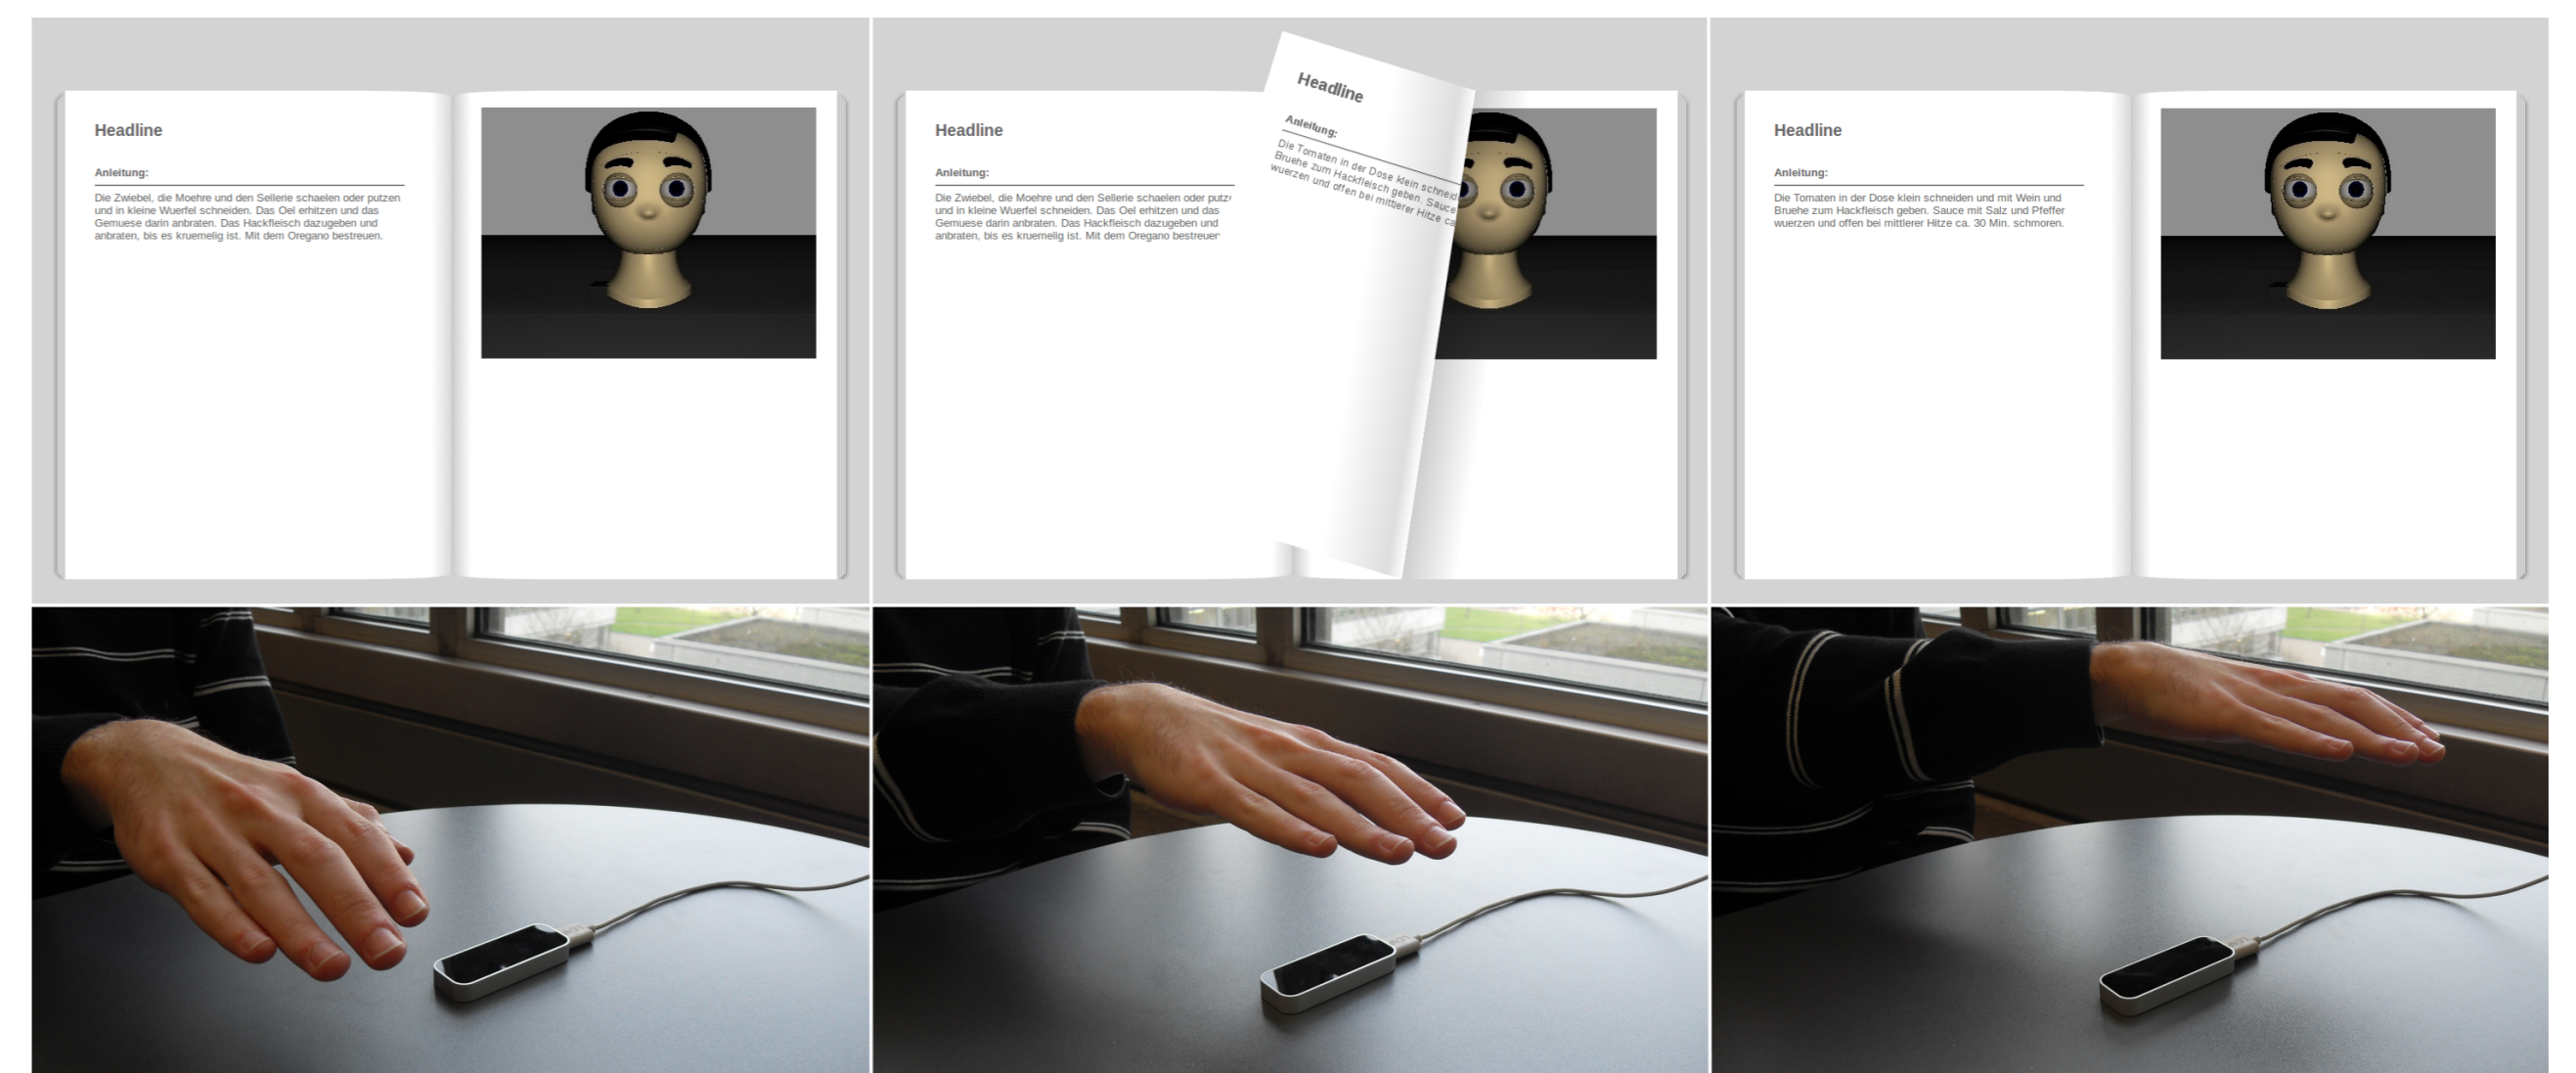 Headline
Anleitung:
Die Zwiebel, die Moehre und den Sellerie schaelen oder putzen
und in kleine Wuerfel schneiden. Das Oel erhitzen und das
Gemuese darin anbraten. Das Hackfleisch dazugeben und
anbraten, bis es kruemelig ist. Mit dem Oregano bestreuen.
Headline
Anleitung:
Die Zwiebel, die Moehre und den Sellerie schaelen oder
und in kleine Wuerfel schneiden. Das Oel erhitzen und das
Gemuese darin anbraten. Das Hackfleisch dazugeben und
anbraten, bis es kruemelig ist. Mit dem Oregano
Headline
Anleitung:
Die Tomaten in der Dose klein schneid
Bruehe zum Hackfleisch geben. Sauce
wuerzen und offen bei mittlerer Hitze ca
Headline
Anleitung:
Die Tomaten in der Dose klein schneiden und mit Wein und
Bruehe zum Hackfleisch geben. Sauce mit Salz und Pfeffer
wuerzen und offen bei mittlerer Hitze ca. 30 Min. schmoren.